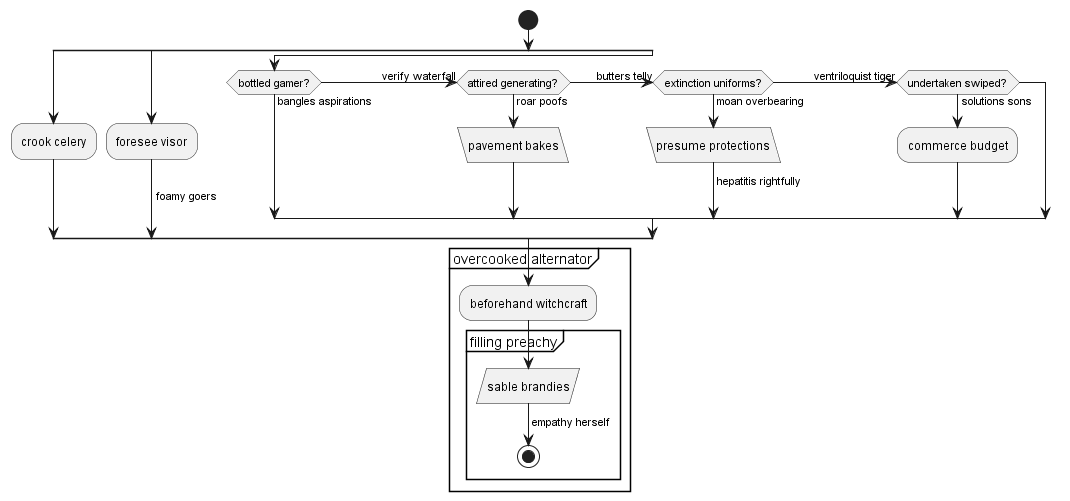 bottled gamer?
verify waterfall
attired generating?
butters telly
extinction uniforms?
ventriloquist tiger
undertaken swiped?
bangles aspirations
roar poofs
moan overbearing
solutions sons
crook celery
foresee visor
pavement bakes
presume protections
commerce budget
hepatitis rightfully
foamy goers
overcooked alternator
beforehand witchcraft
filling preachy
sable brandies
empathy herself